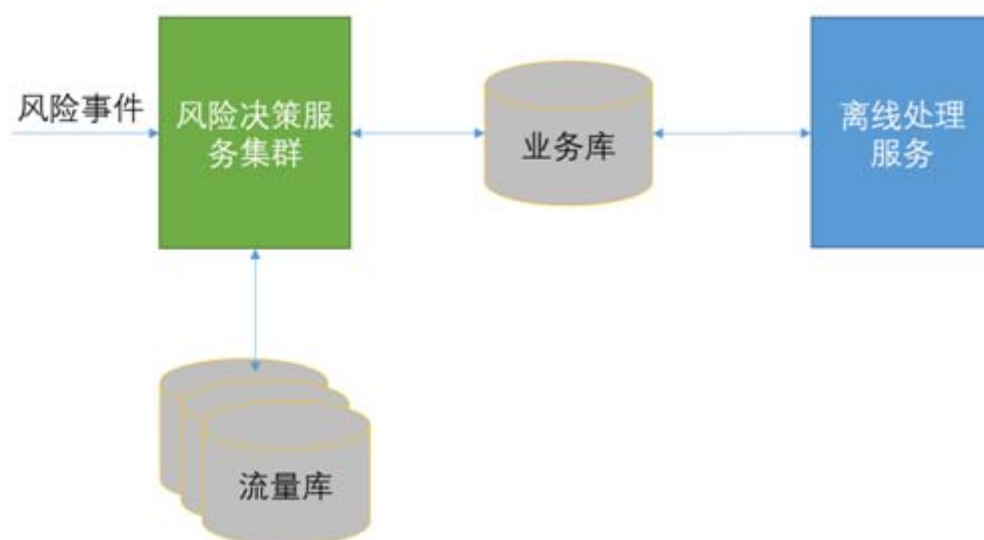 风险事件
风险决策服
务集群
业务库
离线处理
服务
流量库